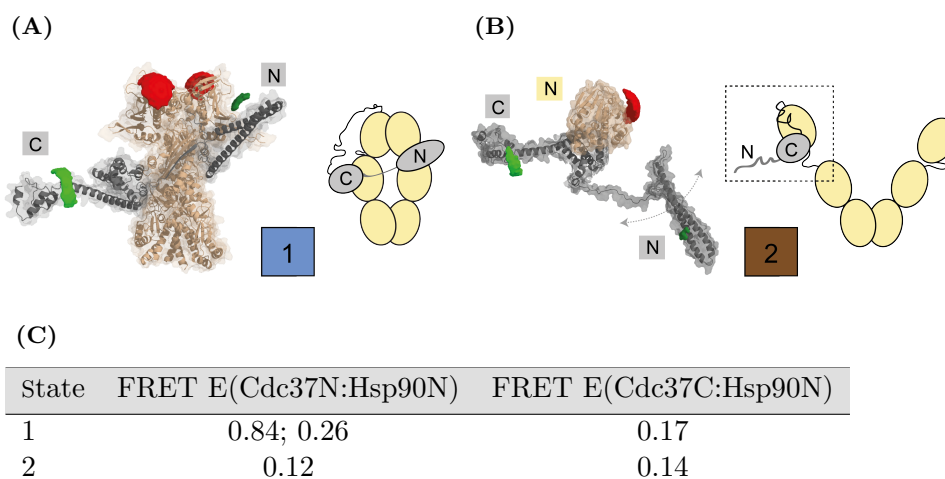 (A)
N
C
C
N
1
(B)
C
N
N
N
C
2
(C)
State FRET E(Cdc37N:Hsp90N) FRET E(Cdc37C:Hsp90N)
1 0.84; 0.26 0.17
2 0.12 0.14